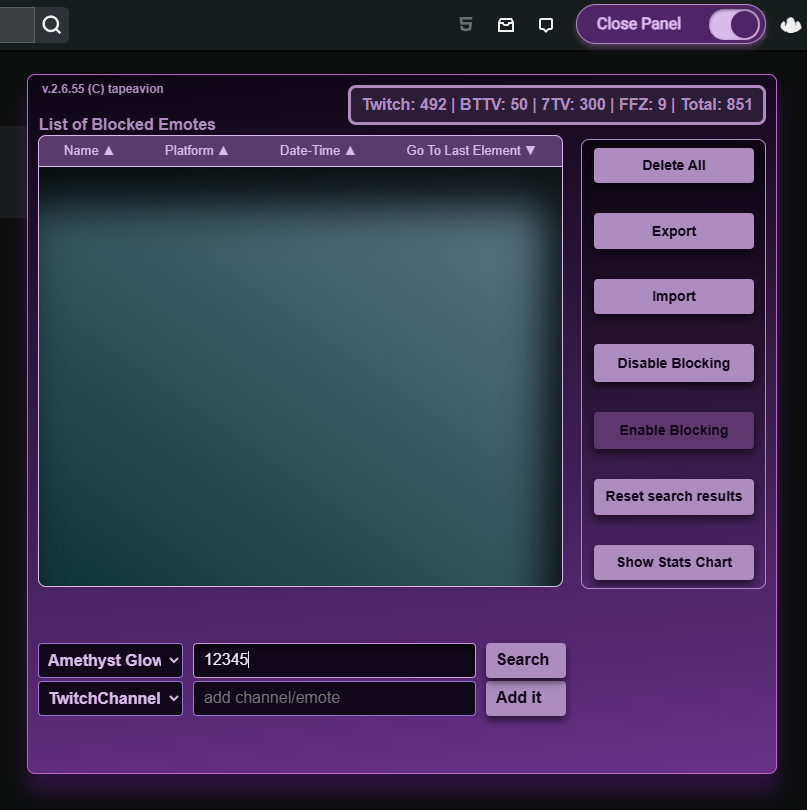 Close Panel
v.2.6.55 (C) tapeavion
Twitch: 492 | BTTV: 50 | 7TV: 300 | FFZ: 9 | Total: 851
List of Blocked Emotes
Name ▲ Platform ▲ Date-Time ▲ Go To Last Element ▼
Delete All
Export
Import
Disable Blocking
Enable Blocking
Reset search results
Show Stats Chart
Amethyst Glow 12345 Search
TwitchChannel add channel/emote Add it